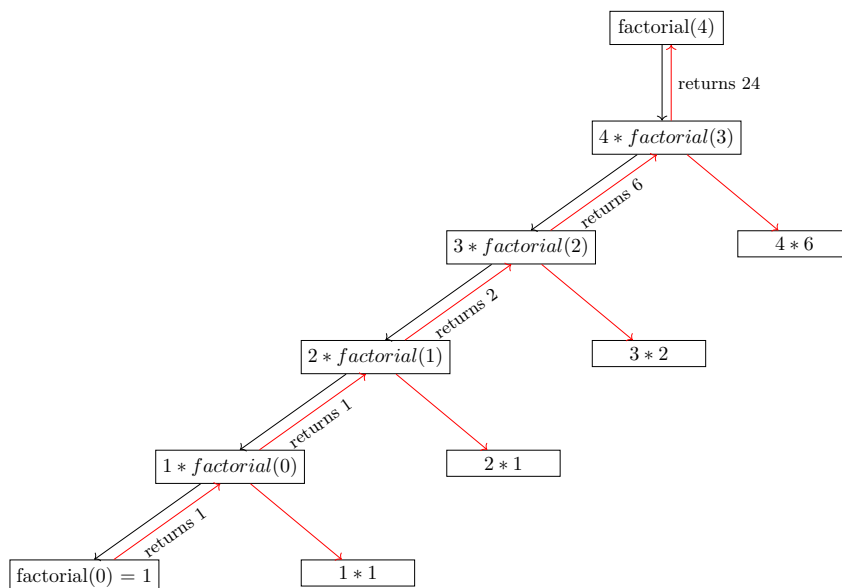 factorial(4)
returns 24
4 ∗ factorial(3)
returns 6
3 ∗ factorial(2)
4 ∗ 6
returns 2
2 ∗ factorial(1)
3 ∗ 2
returns 1
1 ∗ factorial(0)
2 ∗ 1
returns 1
factorial(0) = 1
1 ∗ 1